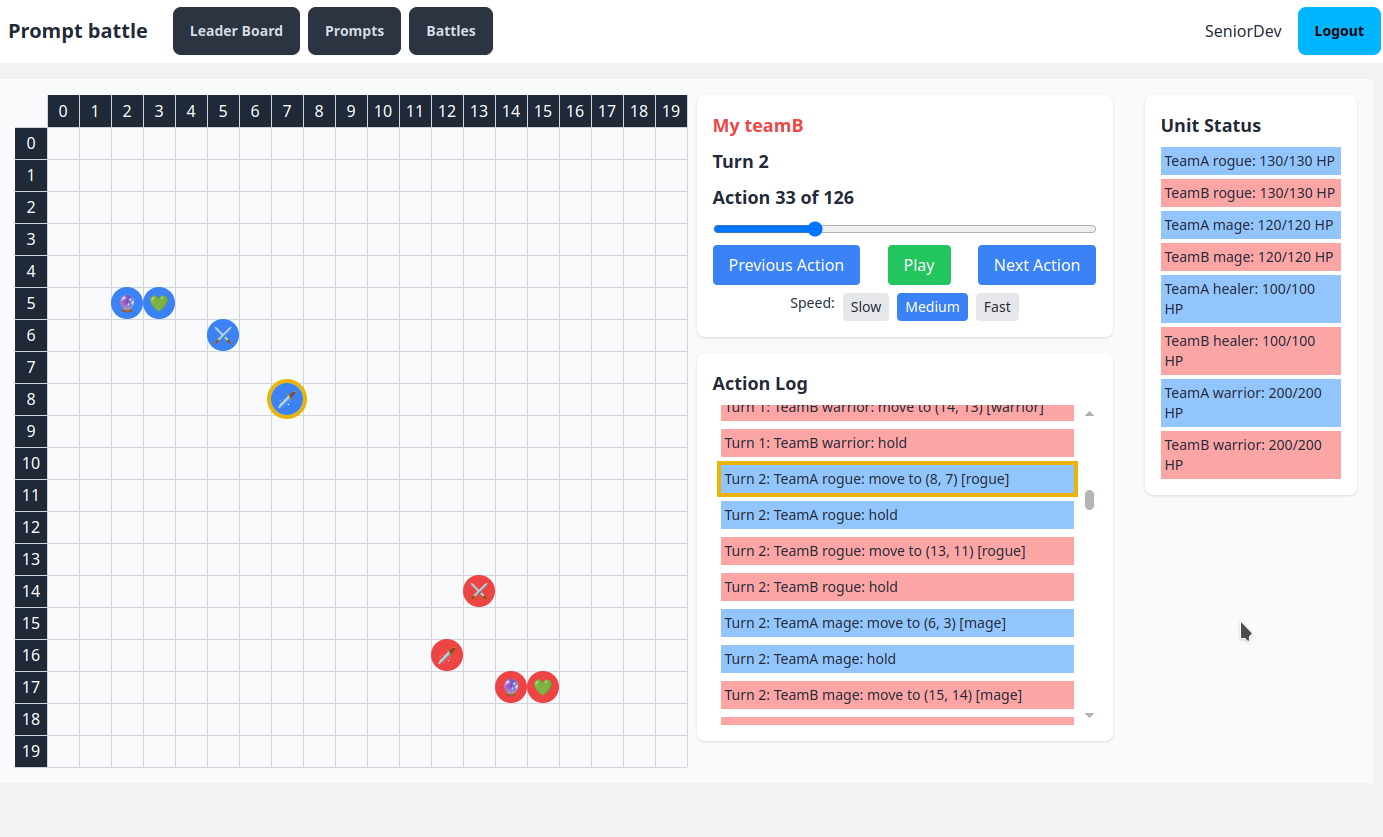 Prompt battle Leader Board Prompts Battles SeniorDev Logout
0 1 2 3 4 5 6 7 8 9 10 11 12 13 14 15 16 17 18 19
0
1
2
3
4
5
6
7
8
9
10
11
12
13
14
15
16
17
18
19
My teamB
Turn 2
Action 33 of 126
Previous Action Play Next Action
Speed: Slow Medium Fast
Action Log
Turn 1: TeamB warrior: move to (14, 13) [warrior]
Turn 1: TeamB warrior: hold
Turn 2: TeamA rogue: move to (8, 7) [rogue]
Turn 2: TeamA rogue: hold
Turn 2: TeamB rogue: move to (13, 11) [rogue]
Turn 2: TeamB rogue: hold
Turn 2: TeamA mage: move to (6, 3) [mage]
Turn 2: TeamA mage: hold
Turn 2: TeamB mage: move to (15, 14) [mage]
Unit Status
TeamA rogue: 130/130 HP
TeamB rogue: 130/130 HP
TeamA mage: 120/120 HP
TeamB mage: 120/120 HP
TeamA healer: 100/100
HP
TeamB healer: 100/100
HP
TeamA warrior: 200/200
HP
TeamB warrior: 200/200
HP